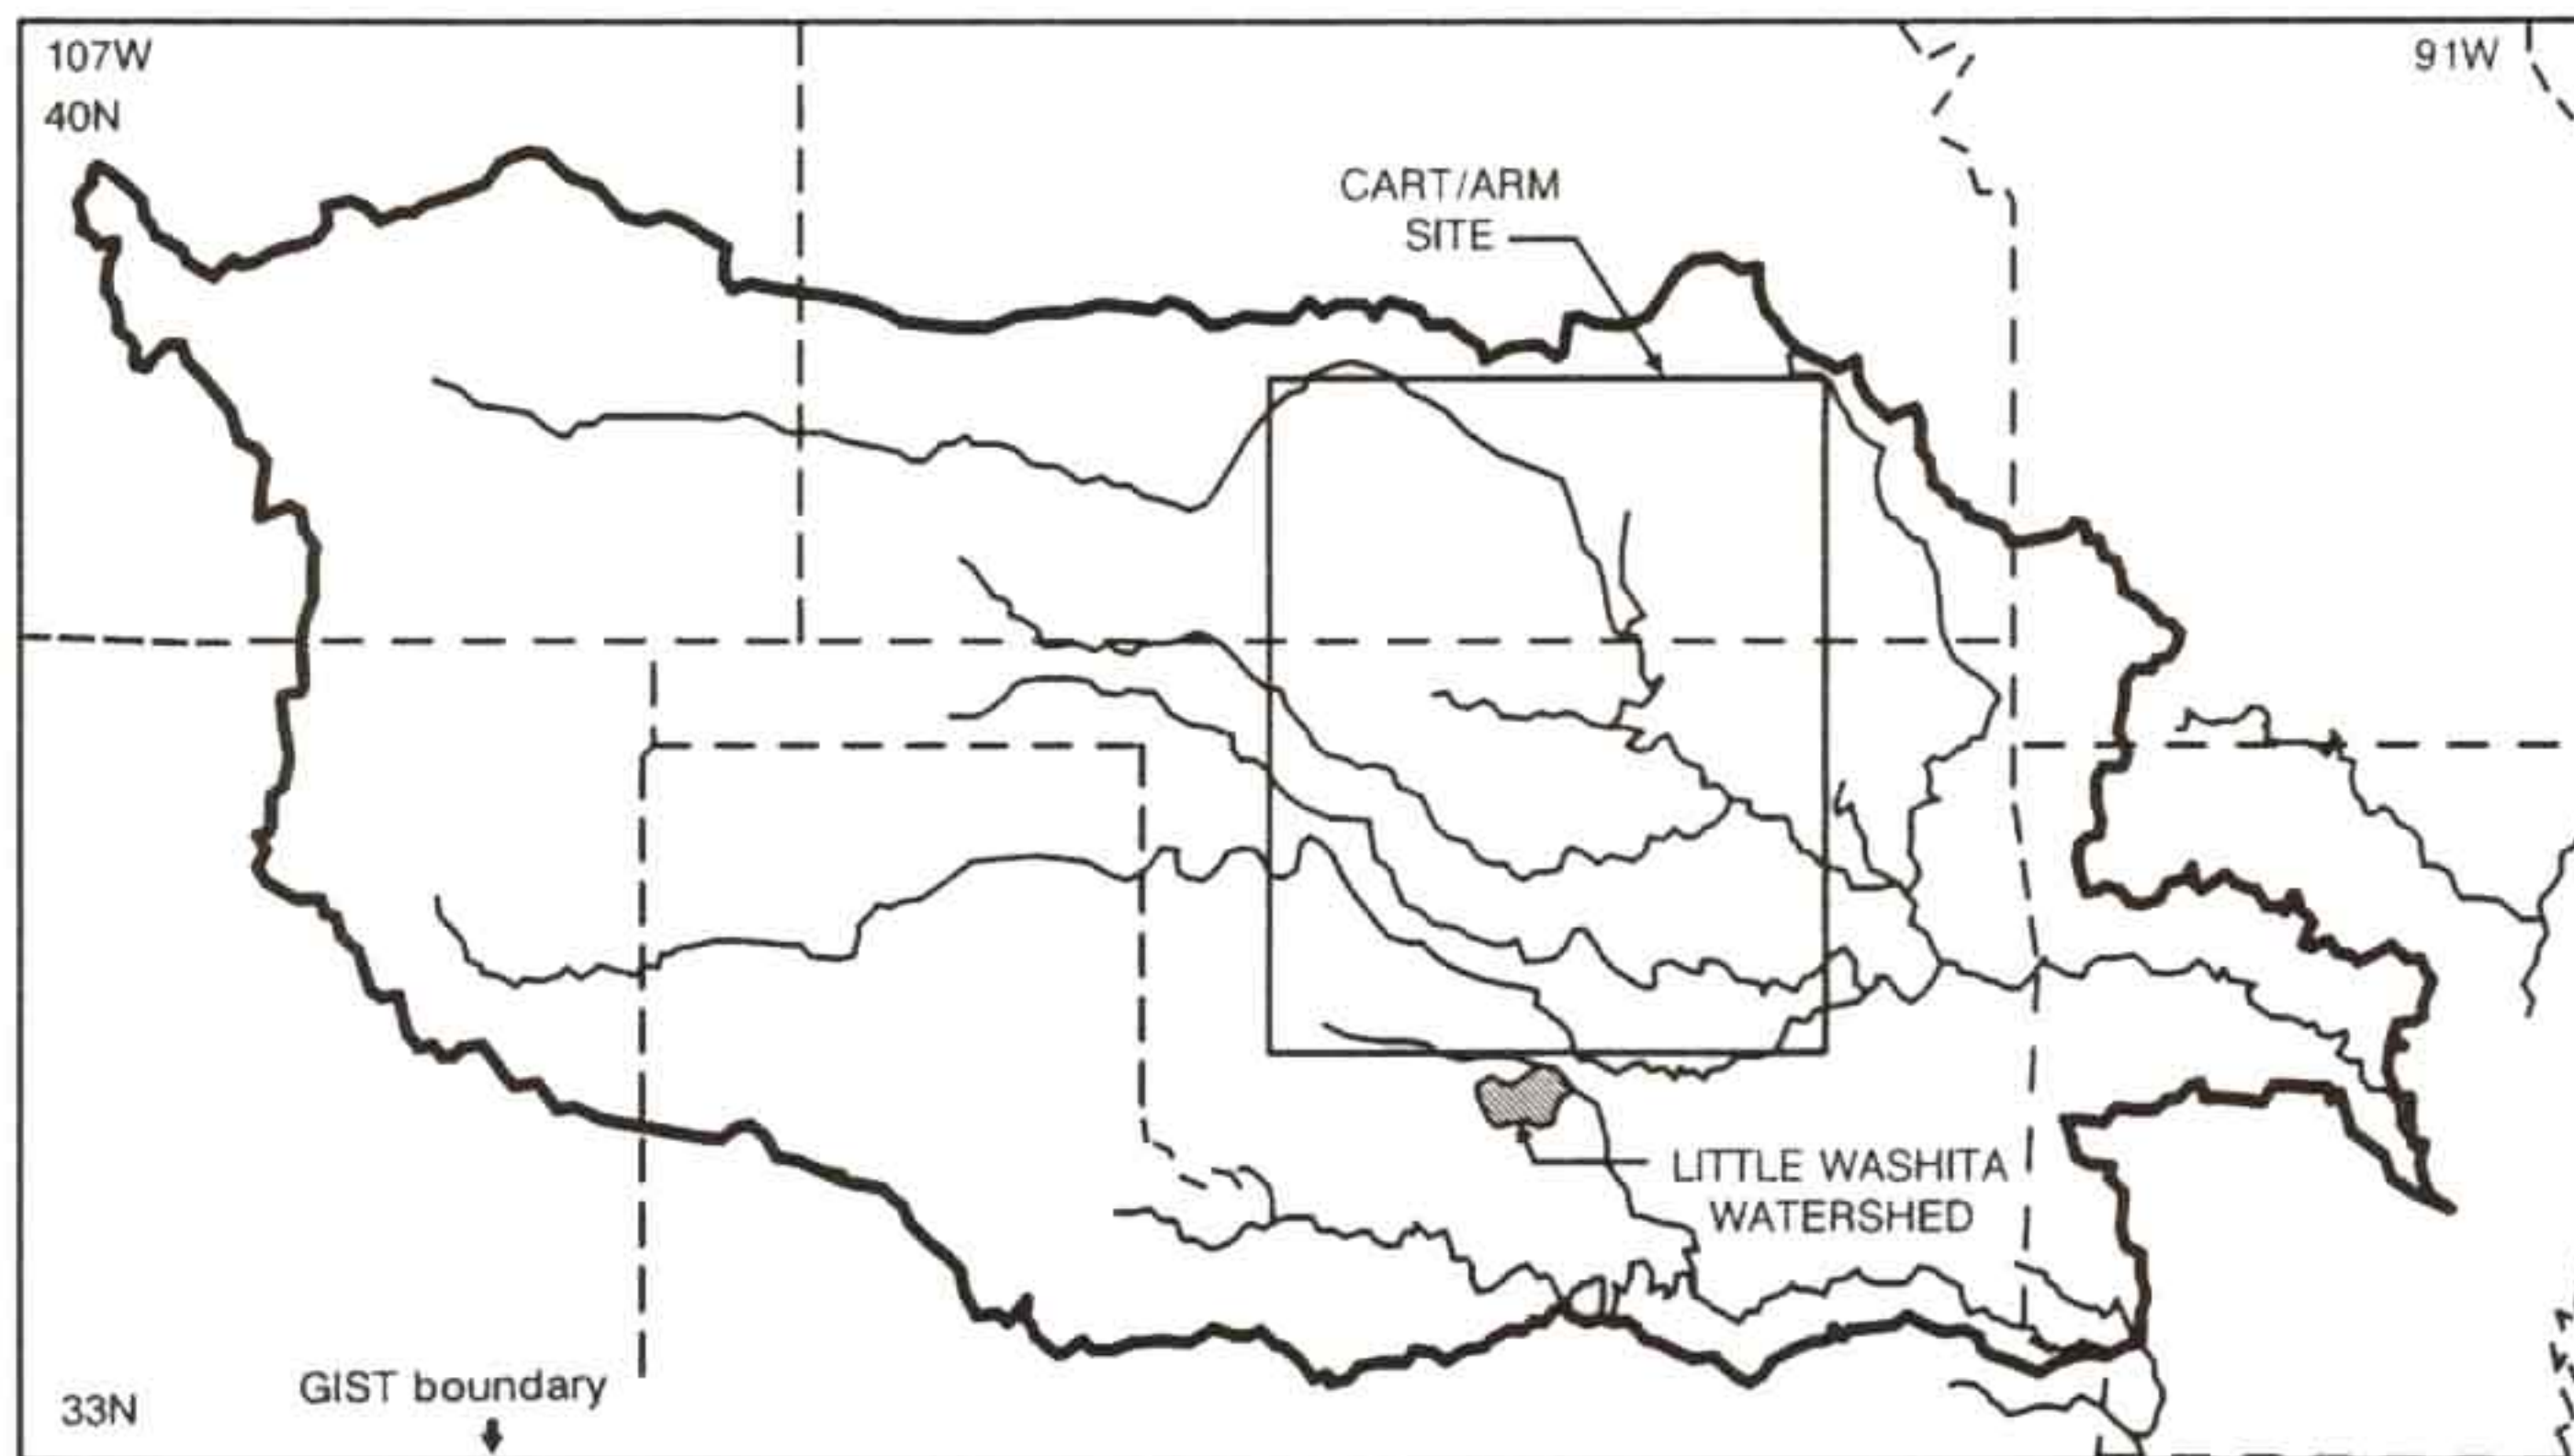 107W
91W
40N
CART/ARM
SITE
LITTLE WASHITA
WATERSHED
GIST boundary
33N